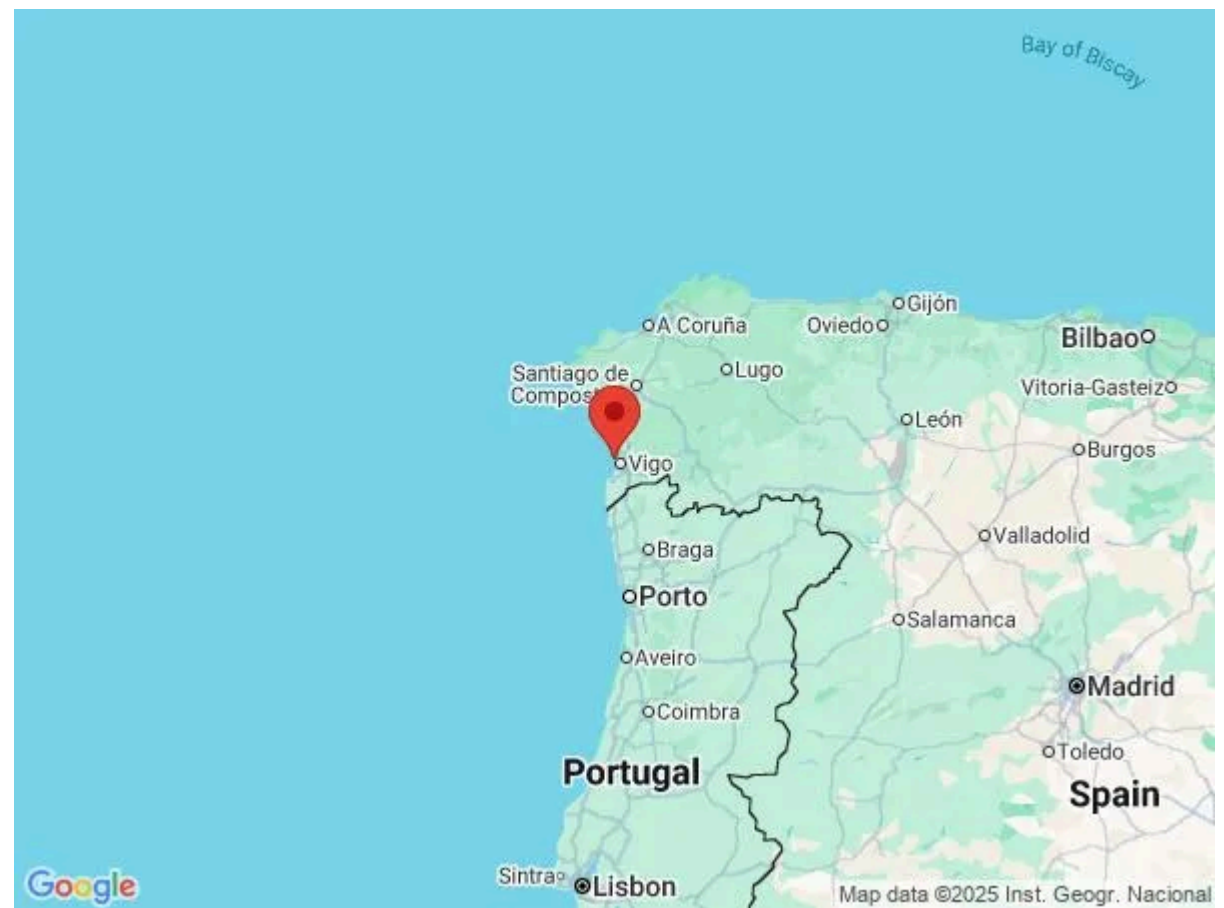 Bay of Biscay
Gijón
A Coruña
Oviedo
Bilbao
Lugo
Santiago de
Compos
Vitoria-Gasteiz
León
Burgos
Vigo
Valladolid
Braga
Porto
Salamanca
Aveiro
Madrid
Coimbra
Toledo
Portugal
Spain
Sintra
Lisbon
Google
Map data ©2025 Inst. Geogr. Nacional